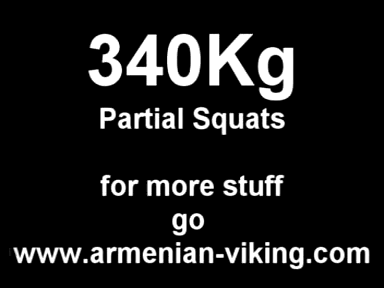 340Kg
Partial Squats
for more stuff
go
www.armenian-viking.com